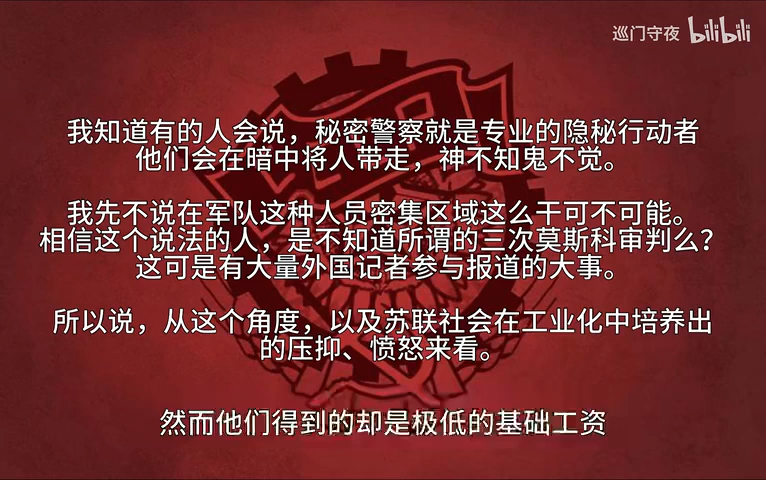 巡门守夜 bilibili
我知道有的人会说，秘密警察就是专业的隐秘行动者
他们会在暗中将人带走，神不知鬼不觉。
我先不说在军队这种人员密集区域这么干可不可能。
相信这个说法的人，是不知道所谓的三次莫斯科审判么？
这可是有大量外国记者参与报道的大事。
所以说，从这个角度，以及苏联社会在工业化中培养出
的压抑、愤怒来看。
然而他们得到的却是极低的基础工资